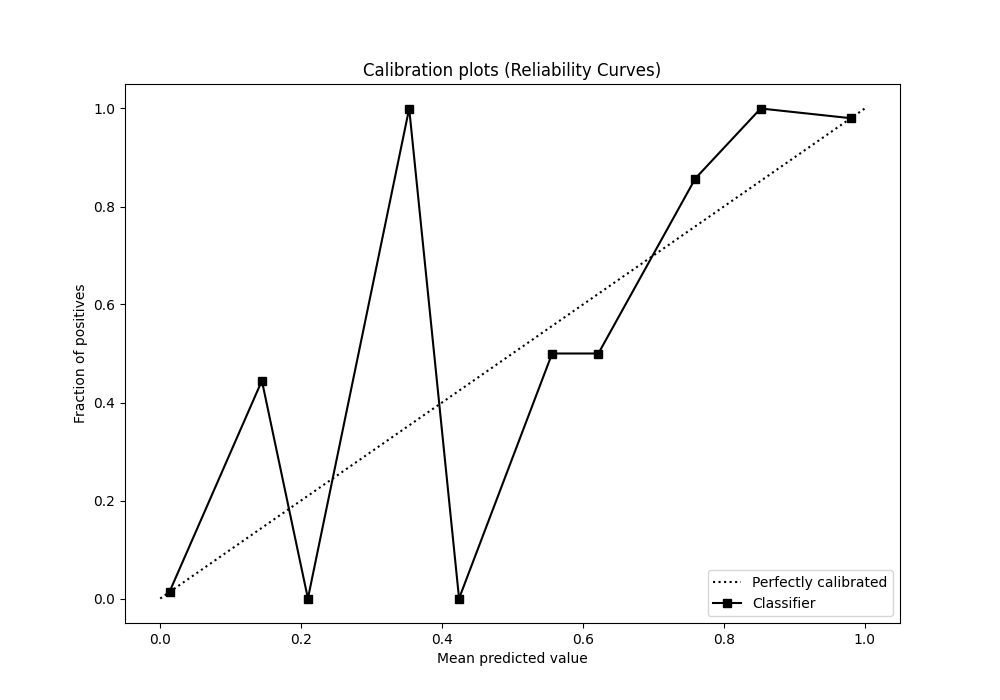 Calibration plots (Reliability Curves)
1.0
0.8
0.6
0.4
0.2
0.0
Fraction of positives
0.0 0.2 0.4 0.6 0.8 1.0
Mean predicted value
Perfectly calibrated
Classifier